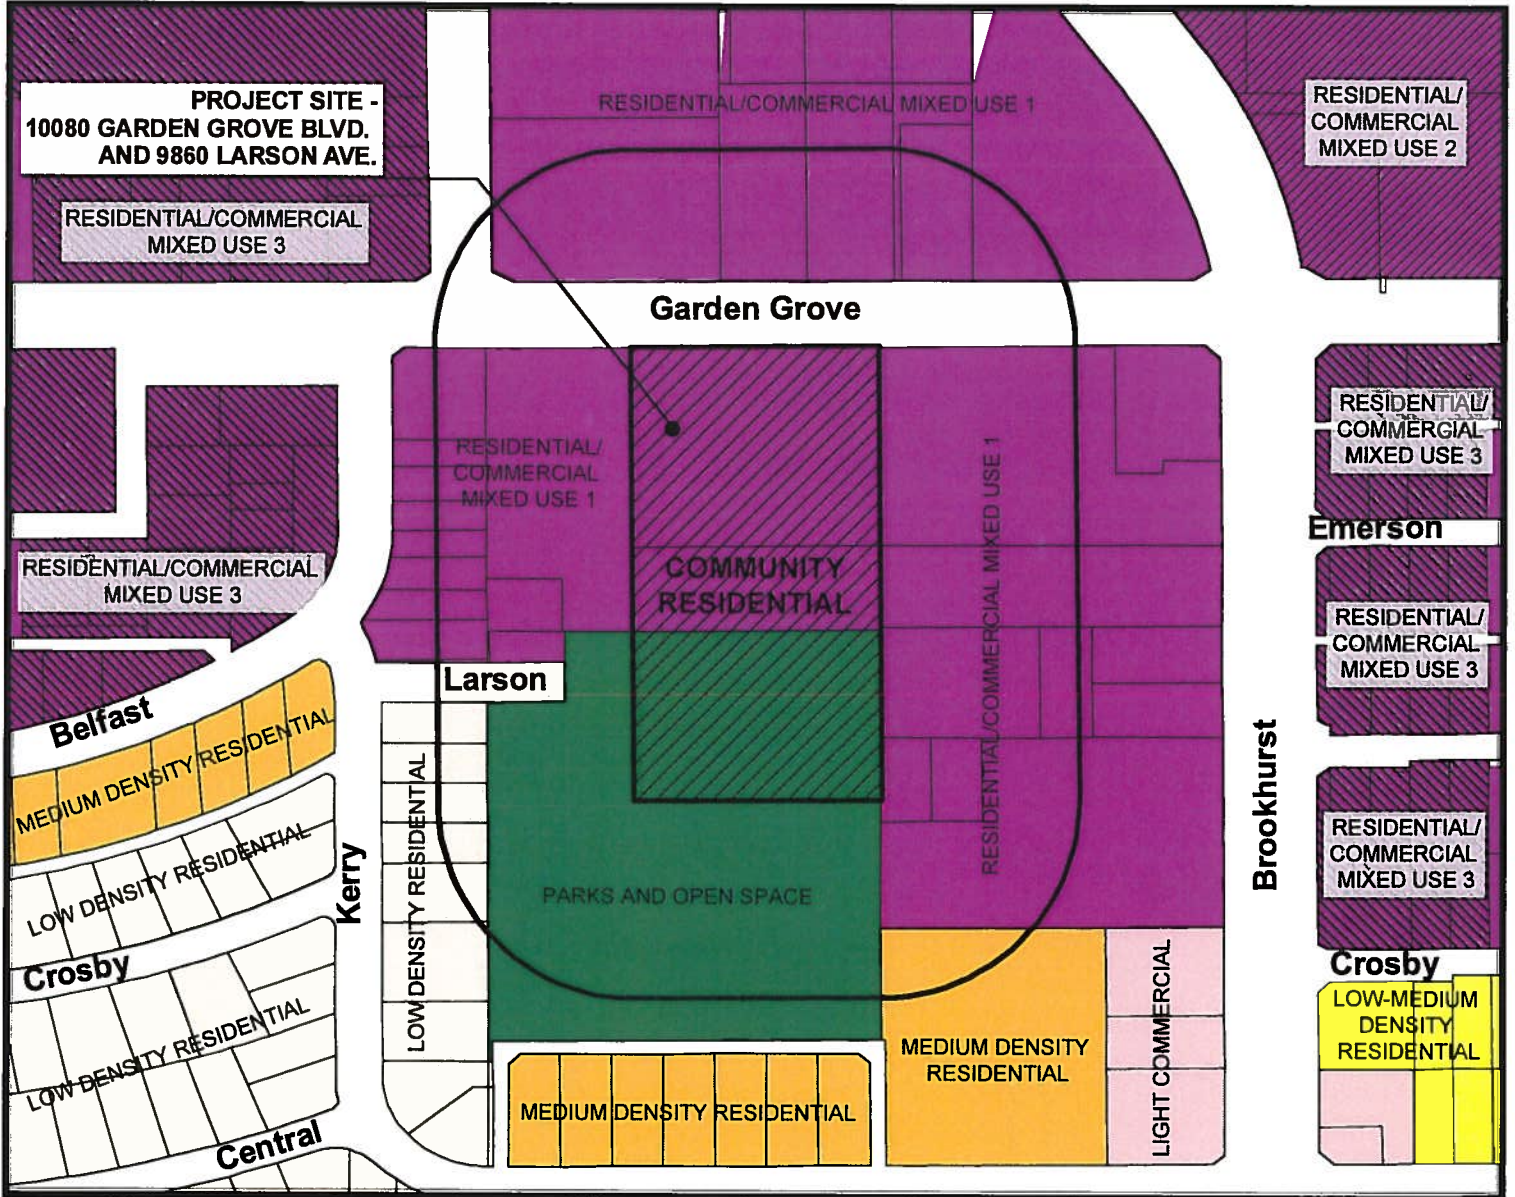 RESIDENTIAL/COMMERCIAL MIXED USE 1
PROJECT SITE -
10080 GARDEN GROVE BLVD.
AND 9860 LARSON AVE.
RESIDENTIAL/
COMMERCIAL
MIXED USE 2
RESIDENTIAL/COMMERCIAL
MIXED USE 3
Garden Grove
RESIDENTIAL/
COMMERCIAL
MIXED USE 1
RESIDENTIAL/COMMERCIAL MIXED USE 1
RESIDENTIAL/
COMMERCIAL
MIXED USE 3
Emerson
RESIDENTIAL/COMMERCIAL
MIXED USE 3
COMMUNITY
RESIDENTIAL
RESIDENTIAL/
COMMERCIAL
MIXED USE 3
Larson
Belfast
MEDIUM DENSITY RESIDENTIAL
LOW DENSITY RESIDENTIAL
Kerry
LOW DENSITY RESIDENTIAL
PARKS AND OPEN SPACE
Brookhurst
RESIDENTIAL/
COMMERCIAL
MIXED USE 3
Crosby
Crosby
LOW DENSITY RESIDENTIAL
MEDIUM DENSITY RESIDENTIAL
MEDIUM DENSITY
RESIDENTIAL
LIGHT COMMERCIAL
LOW-MEDIUM
DENSITY
RESIDENTIAL
Central